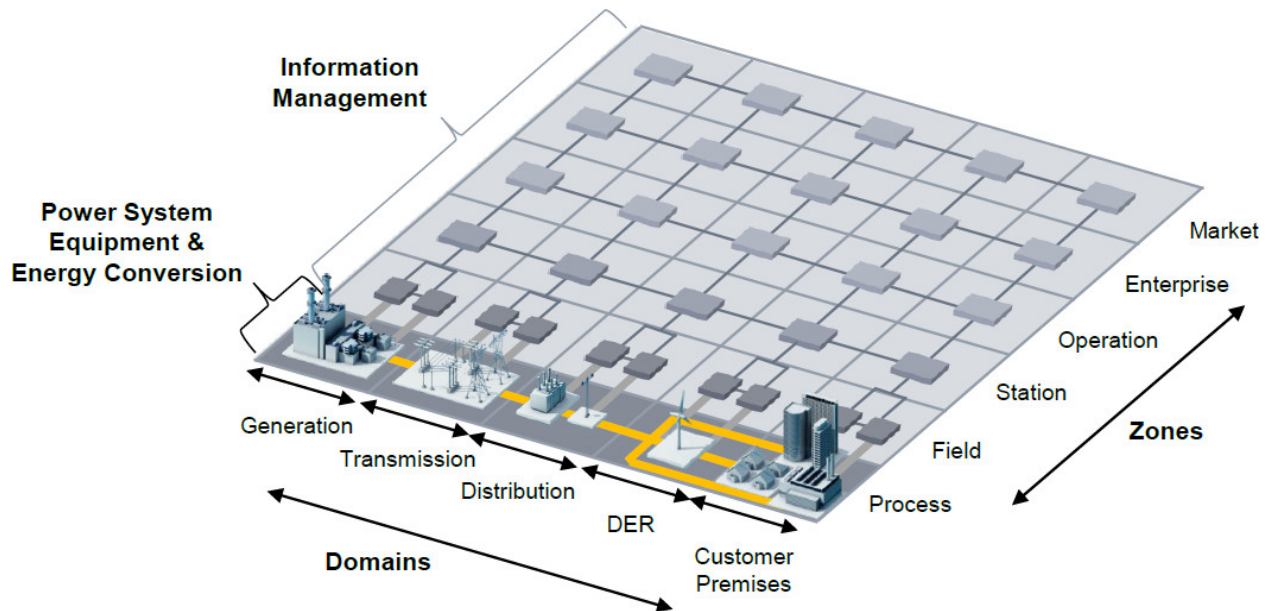 Information
Management
Power System
Equipment &
Energy Conversion
Market
Enterprise
Operation
Station
Zones
Field
Process
Generation
Transmission
Distribution
DER
Customer
Premises
Domains